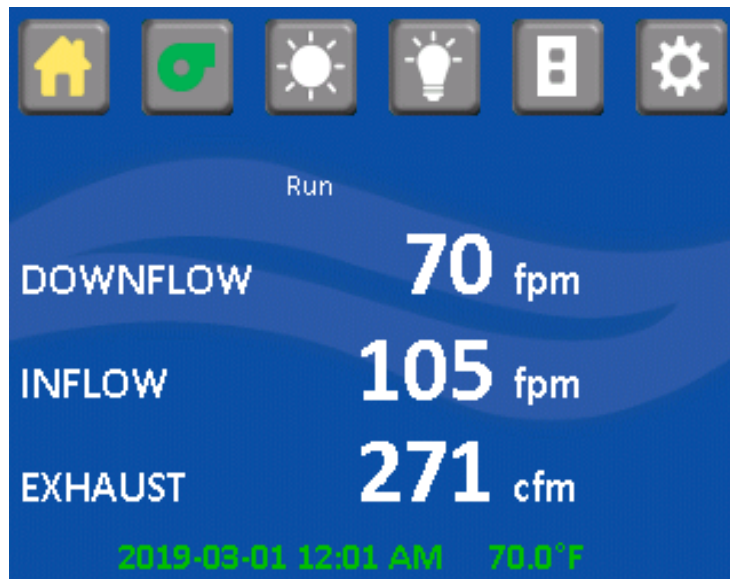 Run
DOWNFLOW 70 fpm
INFLOW 105 fpm
EXHAUST 271 cfm
2019-03-01 12:01 AM 70.0°F